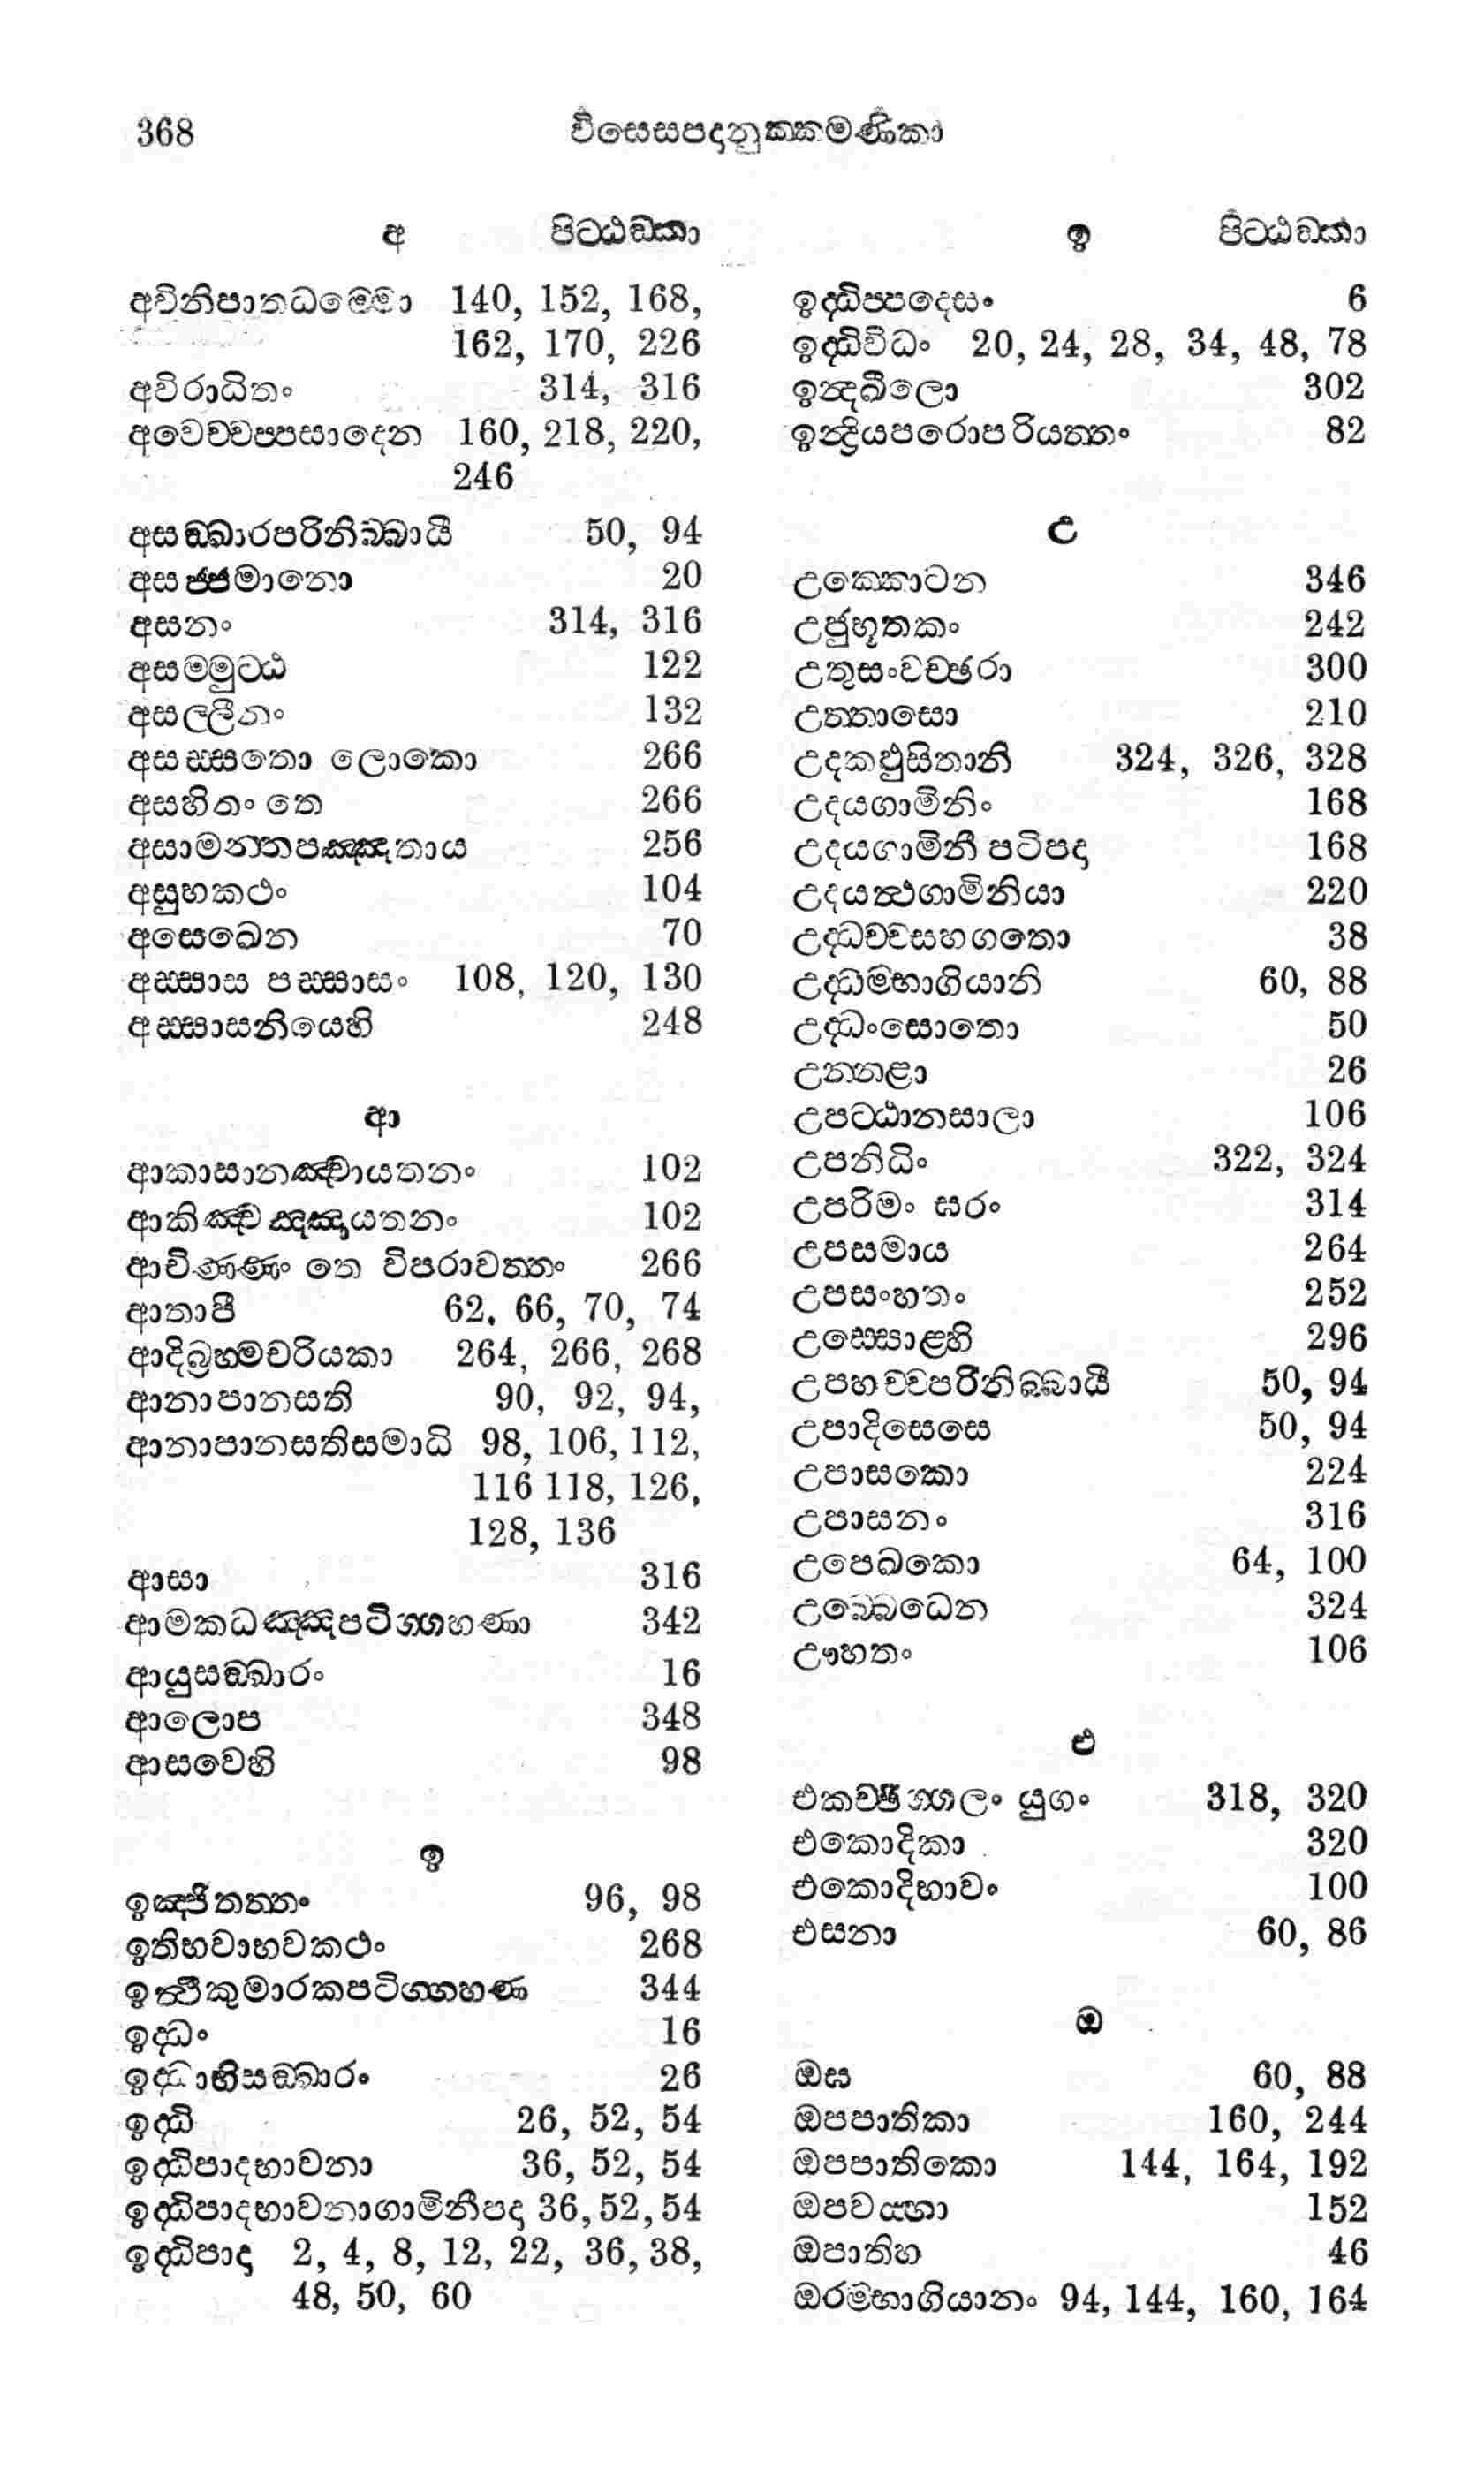 368 විසෙසපදානුක්කමණිකා
අ පිට්ඨඞ්කා
අවිනිපාතධම්මො 140, 152, 168,
162, 170, 226
අවිරාධිතං 314, 316
අවෙච්චප්පසාදෙන 160, 218, 220,
246
අසඞ්ඛාරපරිනිබ්බායී 50, 94
අසජ්ජමානො 20
අසනං 314, 316
අසම්මුට්ඨ 122
අසල්ලීනං 132
අසස්සතො ලොකො 266
අසහිතං තෙ 266
අසාමන්තපඤ්ඤතාය 256
අසුභකථං 104
අසෙඛෙන 70
අස්සාස පස්සාසං 108, 120, 130
අස්සාසනීයෙහි 248
ආ
ආකාසානඤ්චායතනං 102
ආකිඤ්චඤ්ඤායතනං 102
ආචිණ්ණං තෙ විපරාවත්තං 266
ආතාපී 62. 66, 70, 74
ආදිබ්‍රහ්මචරියකා 264, 266, 268
ආනාපානසති 90, 92, 94,
ආනාපානසතිසමාධි 98, 106, 112,
116 118, 126,
128, 136
ආසා 316
ආමකධඤ්ඤපටිග්ගහණා 342
ආයුසඞ්ඛාරං 16
ආලොප 348
ආසවෙහි 98
ඉ
ඉඤ්ජිතත්තං 96, 98
ඉතිභවාභවකථං 268
ඉත්ථිකුමාරකපටිග්ගහණ 344
ඉද්ධං 16
ඉද්ධාභිසඞ්ඛාරං 26
ඉද්ධි 26, 52, 54
ඉද්ධිපාදභාවනා 36, 52, 54
ඉද්ධිපාදභාවනාගාමිනීපදා 36, 52, 54
ඉද්ධිපාදා 2, 4, 8, 12, 22, 36, 38,
48, 50, 60
ඉ පිට්ඨඞ්කා
ඉද්ධිප්පදෙසං 6
ඉද්ධිවිධං 20, 24, 28, 34, 48, 78
ඉන්දඛීලො 302
ඉන්ද්‍රියපරොපරියත්තං 82
උ
උක්කොටන 346
උජුභූතකං 242
උතුසංවච්ඡරා 300
උත්තාසො 210
උදකඵුසිතානි 324, 326, 328
උදයගාමිනිං 168
උදයගාමිනී පටිපදා 168
උදයත්ථගාමිනියා 220
උද්ධච්චසහගතො 38
උද්ධම්භාගියානි 60, 88
උද්ධංසොතො 50
උන්නළා 26
උපට්ඨානසාලා 106
උපනිධිං 322, 324
උපරිමං ඝරං 314
උපසමාය 264
උපසංහතං 252
උස්සොළ්හි 296
උපහච්චපරිනිබ්බායී 50, 94
උපාදිසෙසෙ 50, 94
උපාසකො 224
උපාසනං 316
උපෙඛකො 64, 100
උබ්බෙධෙන 324
ඌහතං 106
එ
එකච්ඡිග්ගලං යුගං 318, 320
එකොදිකා 320
එකොදිභාවං 100
එසනා 60, 86
ඔ
ඔඝ 60, 88
ඔපපාතිකා 160, 244
ඔපපාතිකො 144, 164, 192
ඔපවය්හා 152
ඔපාතිහ 46
ඔරම්භාගියානං 94, 144, 160, 164